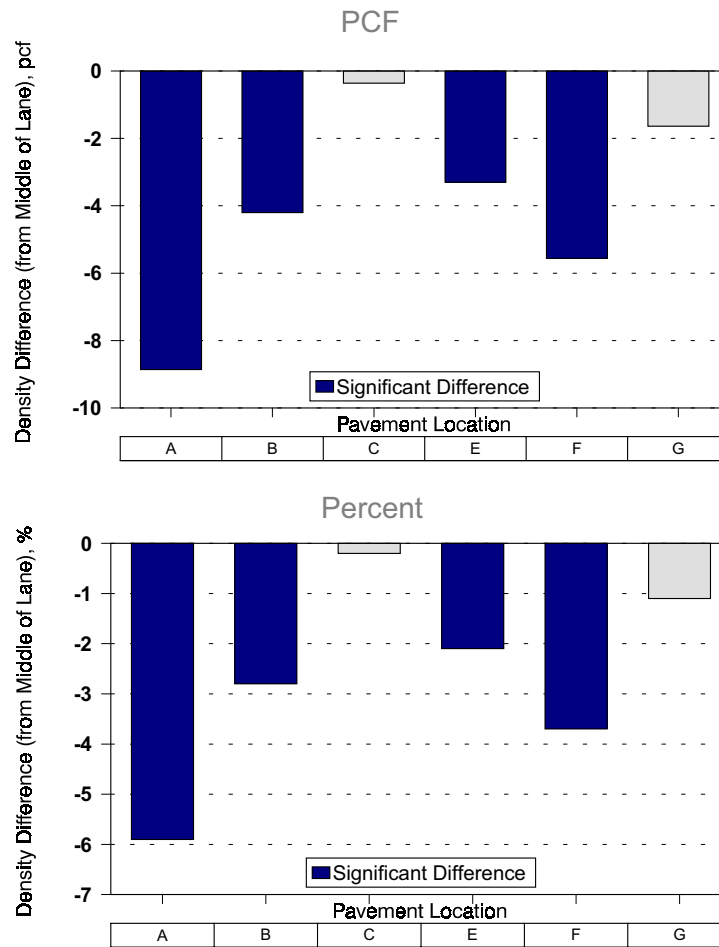 PCF
Density Difference (from Middle of Lane), pcf
0
-2
-4
-6
-8
-10
Significant Difference
Pavement Location
A B C E F G
Percent
Density Difference (from Middle of Lane), %
0
-1
-2
-3
-4
-5
-6
-7
Significant Difference
Pavement Location
A B C E F G